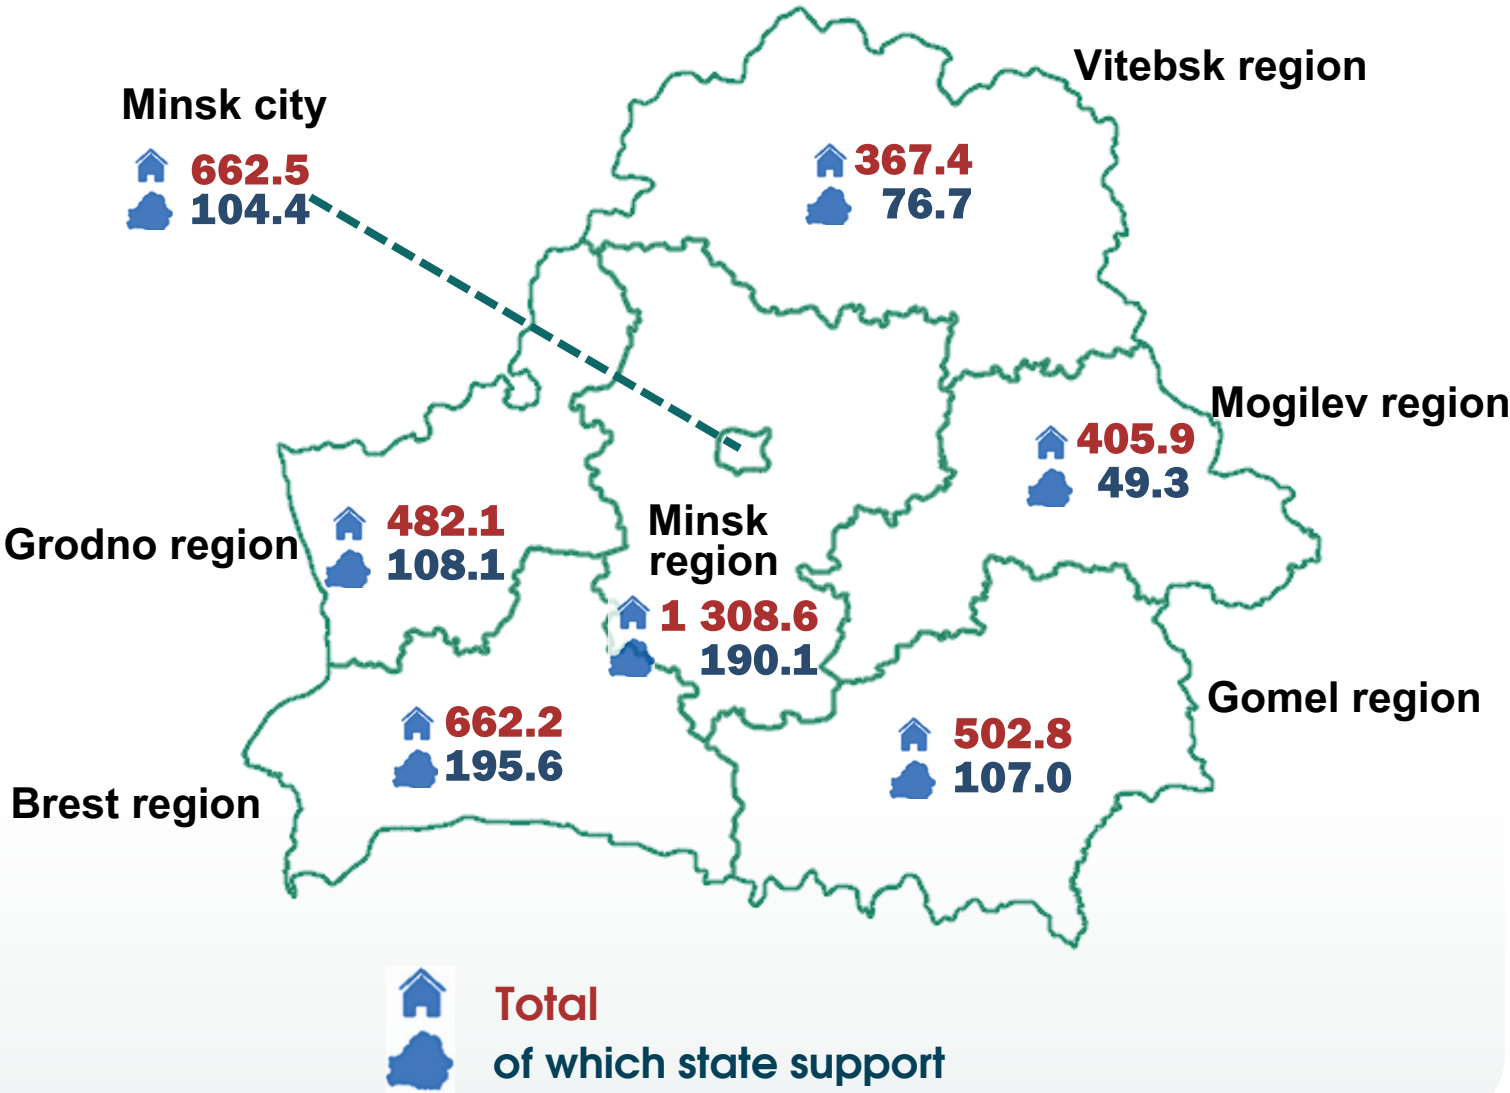 Vitebsk region
367.4
76.7
Minsk city
662.5
104.4
Mogilev region
405.9
49.3
Grodno region
482.1
108.1
Minsk
region
1 308.6
190.1
Brest region
662.2
195.6
Gomel region
502.8
107.0
Total
of which state support